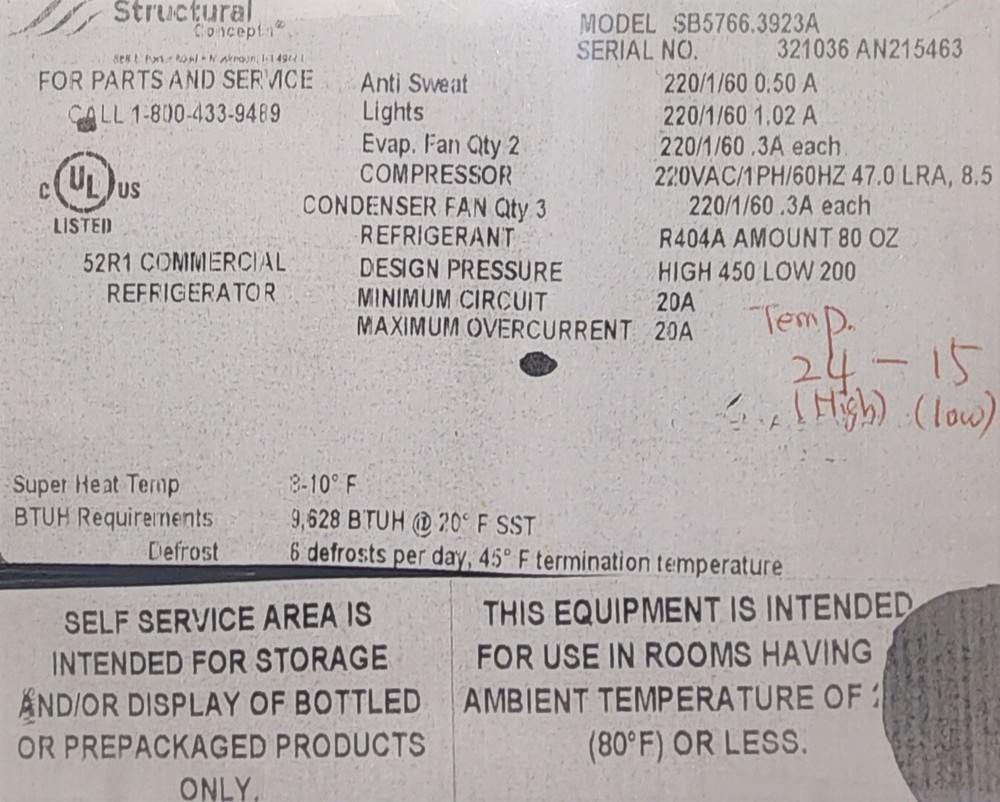 Structural
Concepts®
MODEL SB5766.3923A
SERIAL NO. 321036 AN215463
FOR PARTS AND SERVICE
CALL 1-800-433-9489
C UL US
LISTED
52R1 COMMERCIAL
REFRIGERATOR
Anti Sweat 220/1/60 0.50 A
Lights 220/1/60 1.02 A
Evap. Fan Qty 2 220/1/60 .3A each
COMPRESSOR 220VAC/1PH/60HZ 47.0 LRA, 8.5
CONDENSER FAN Qty 3 220/1/60 .3A each
REFRIGERANT R404A AMOUNT 80 OZ
DESIGN PRESSURE HIGH 450 LOW 200
MINIMUM CIRCUIT 20A
MAXIMUM OVERCURRENT 20A
Temp.
24 - 15
(High) (low)
Super Heat Temp 8-10° F
BTUH Requirements 9,628 BTUH @ 20° F SST
Defrost 6 defrosts per day, 45° F termination temperature
SELF SERVICE AREA IS
INTENDED FOR STORAGE
AND/OR DISPLAY OF BOTTLED
OR PREPACKAGED PRODUCTS
ONLY.
THIS EQUIPMENT IS INTENDED
FOR USE IN ROOMS HAVING
AMBIENT TEMPERATURE OF
(80°F) OR LESS.